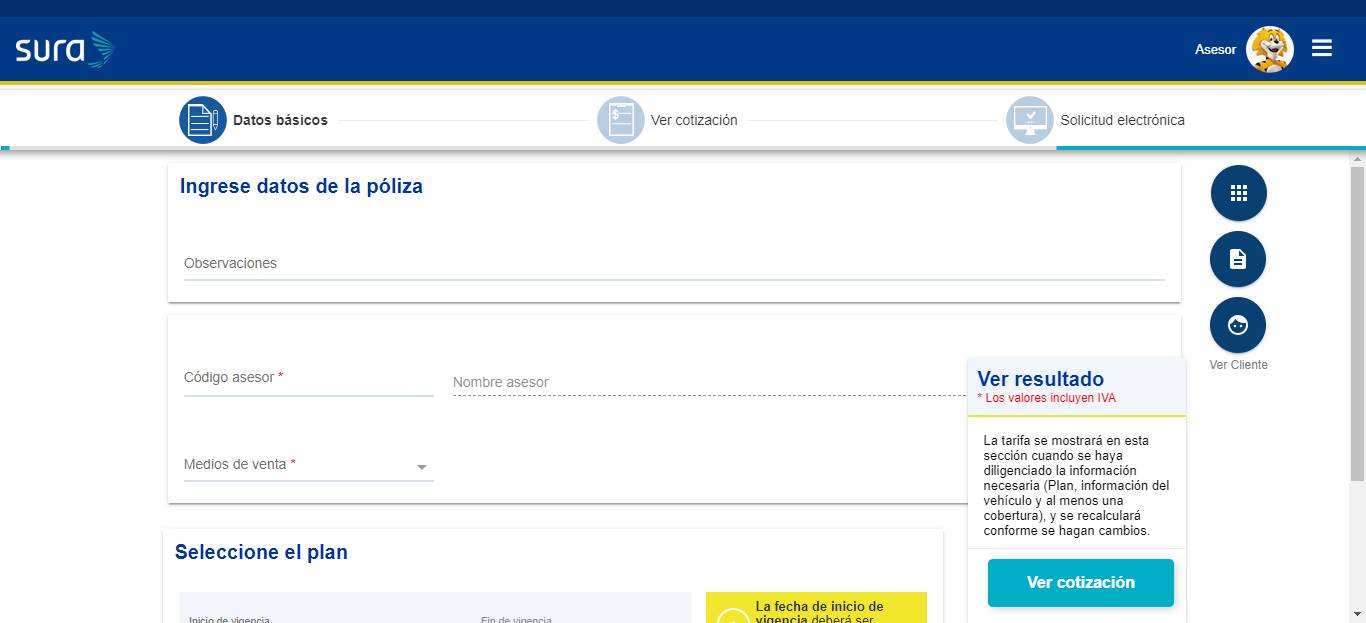 sura
Asesor
Datos básicos
Ver cotización
Solicitud electrónica
Ingrese datos de la póliza
Observaciones
Ver Cliente
Código asesor *
Nombre asesor
Medios de venta *
Ver resultado
* Los valores incluyen IVA
La tarifa se mostrará en esta
sección cuando se haya
diligenciado la información
necesaria (Plan, información del
vehículo y al menos una
cobertura), y se recalculará
conforme se hagan cambios.
Ver cotización
Seleccione el plan
Inicio de vigencia
Fin de vigencia
La fecha de inicio de
vigencia deberá ser